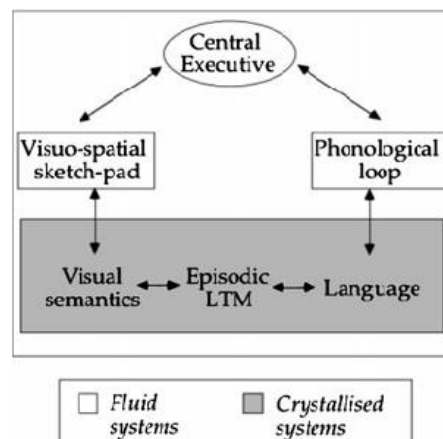 Central
Executive
Visuo-spatial
sketch-pad
Phonological
loop
Visual
semantics
Episodic
LTM
Language
Fluid
systems
Crystallised
systems